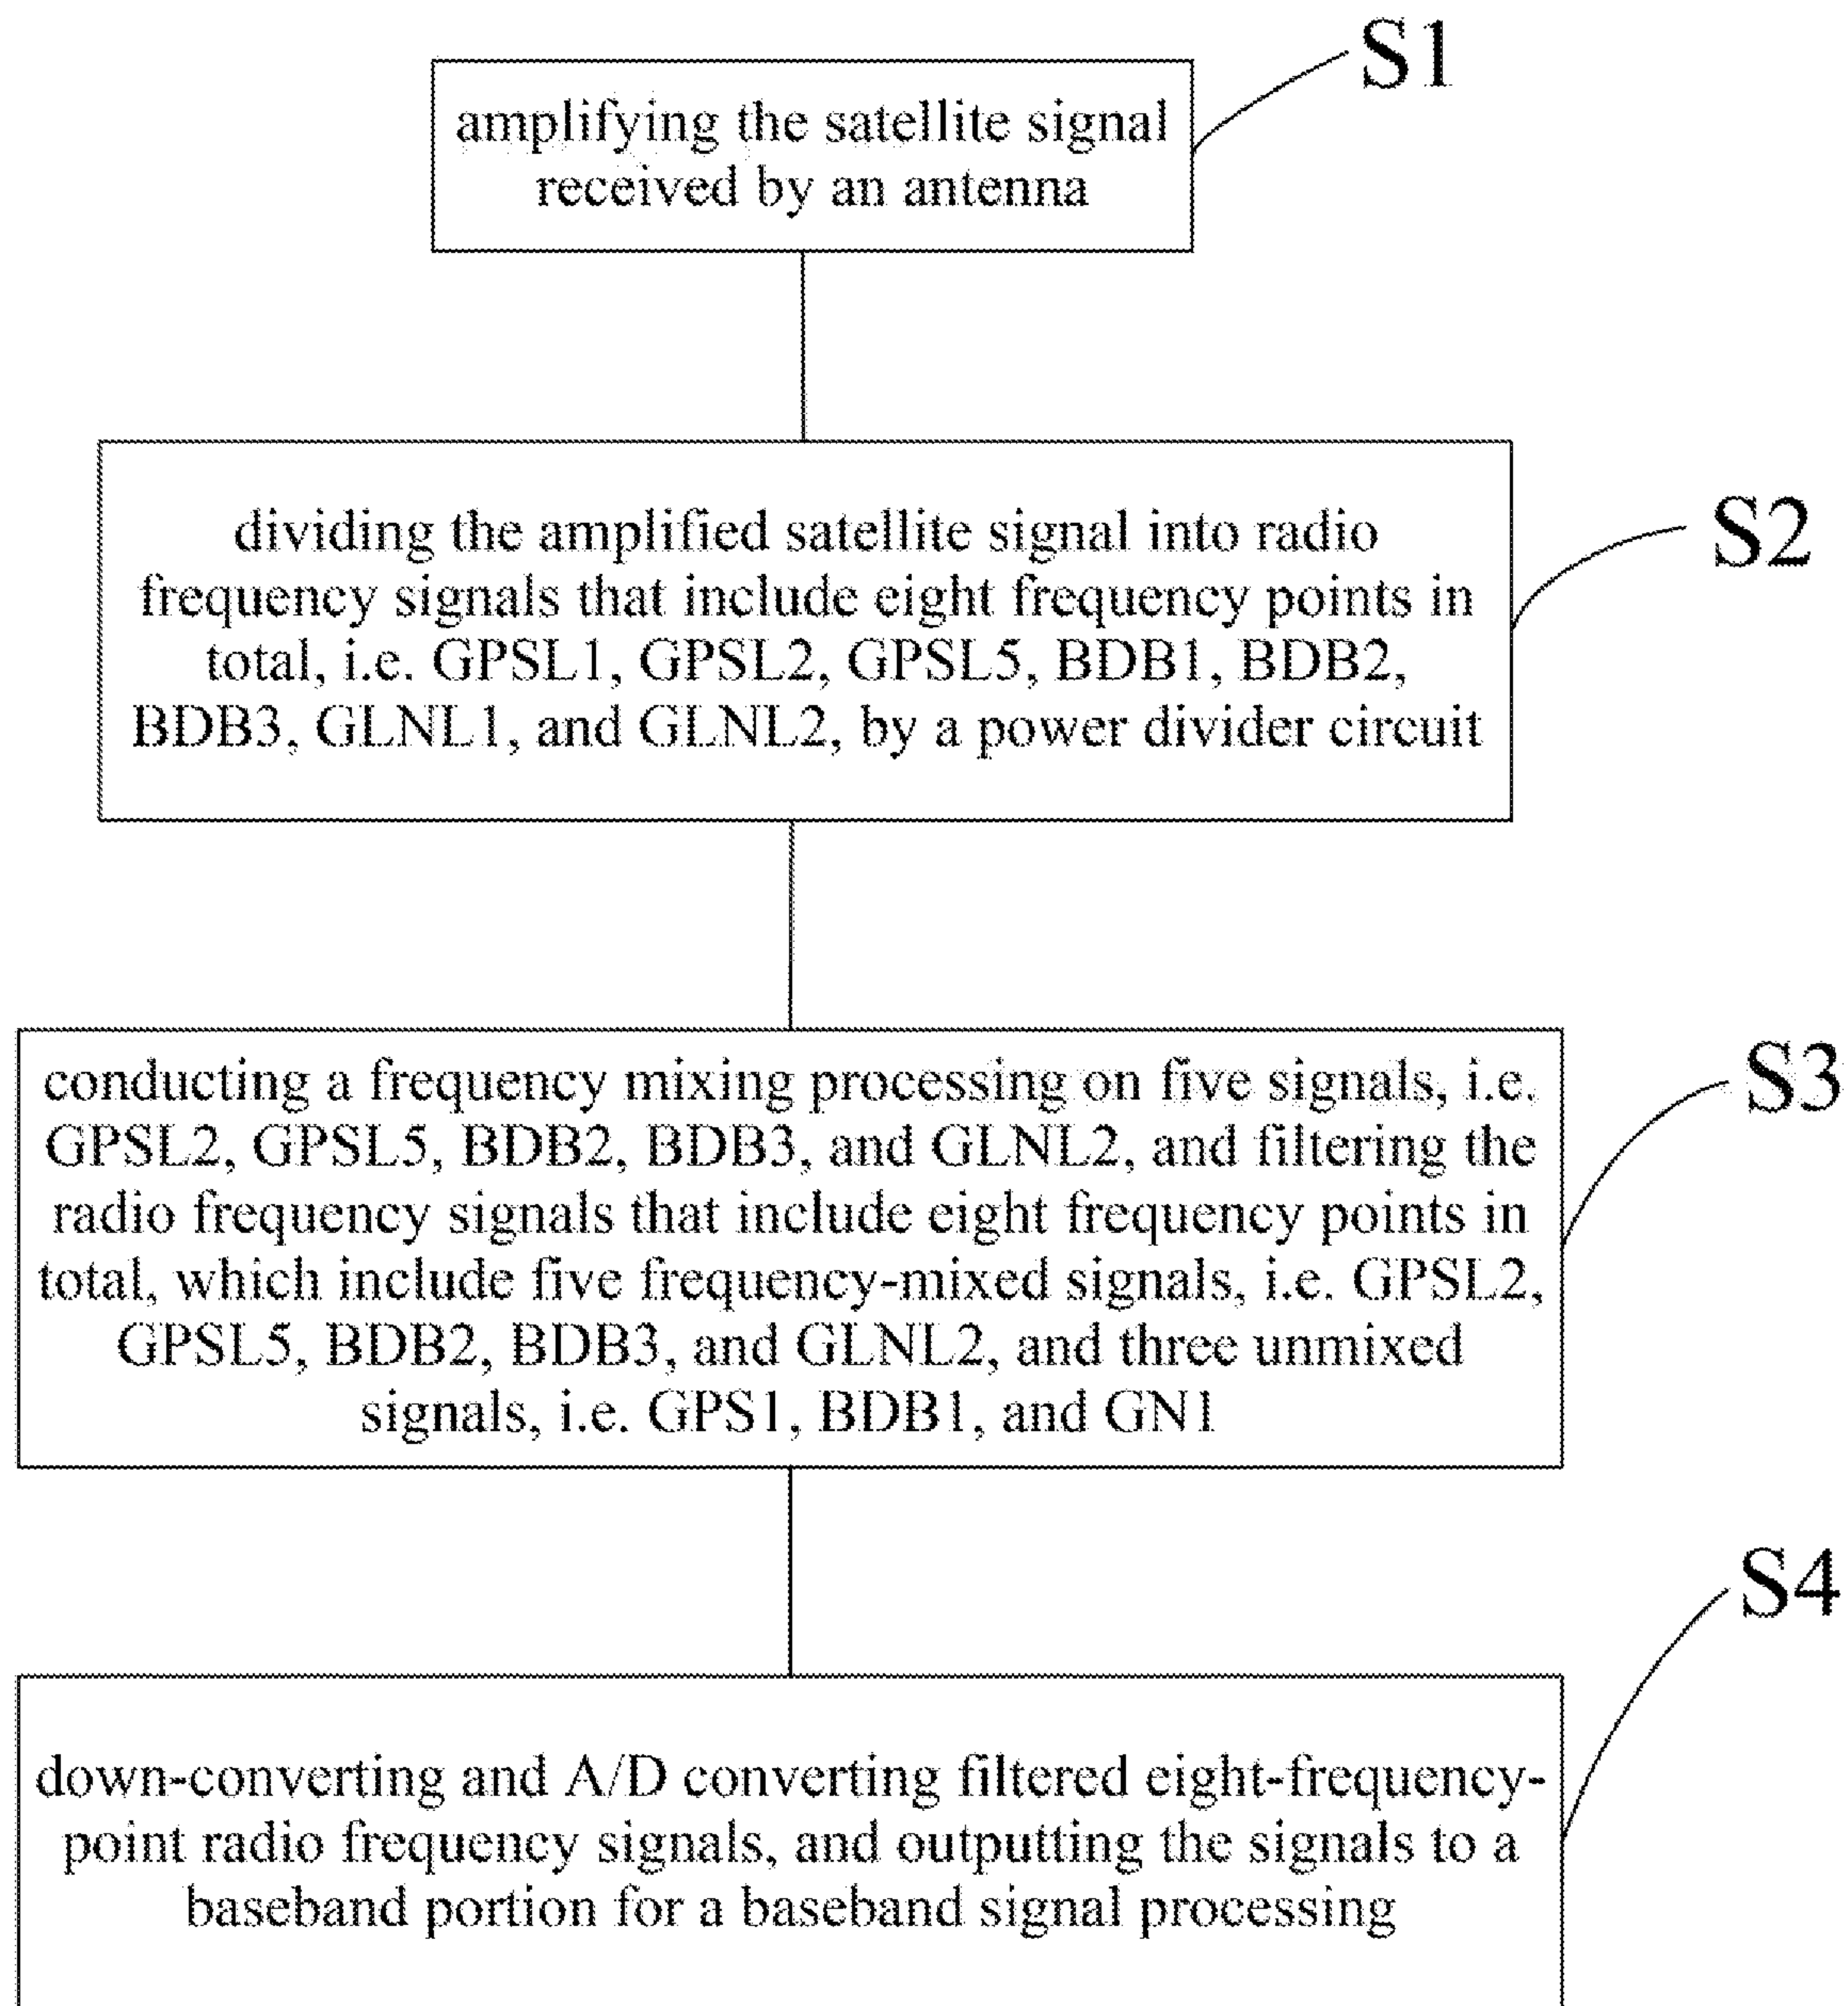 S1
amplifying the satellite signal
received by an antenna
S2
dividing the amplified satellite signal into radio
frequency signals that include eight frequency points in
total, i.e. GPSL1, GPSL2, GPSL5, BDB1, BDB2,
BDB3, GLNL1, and GLNL2, by a power divider circuit
S3
conducting a frequency mixing processing on five signals, i.e.
GPSL2, GPSL5, BDB2, BDB3, and GLNL2, and filtering the
radio frequency signals that include eight frequency points in
total, which include five frequency-mixed signals, i.e. GPSL2,
GPSL5, BDB2, BDB3, and GLNL2, and three unmixed
signals, i.e. GPS1, BDB1, and GN1
S4
down-converting and A/D converting filtered eight-frequency-
point radio frequency signals, and outputting the signals to a
baseband portion for a baseband signal processing